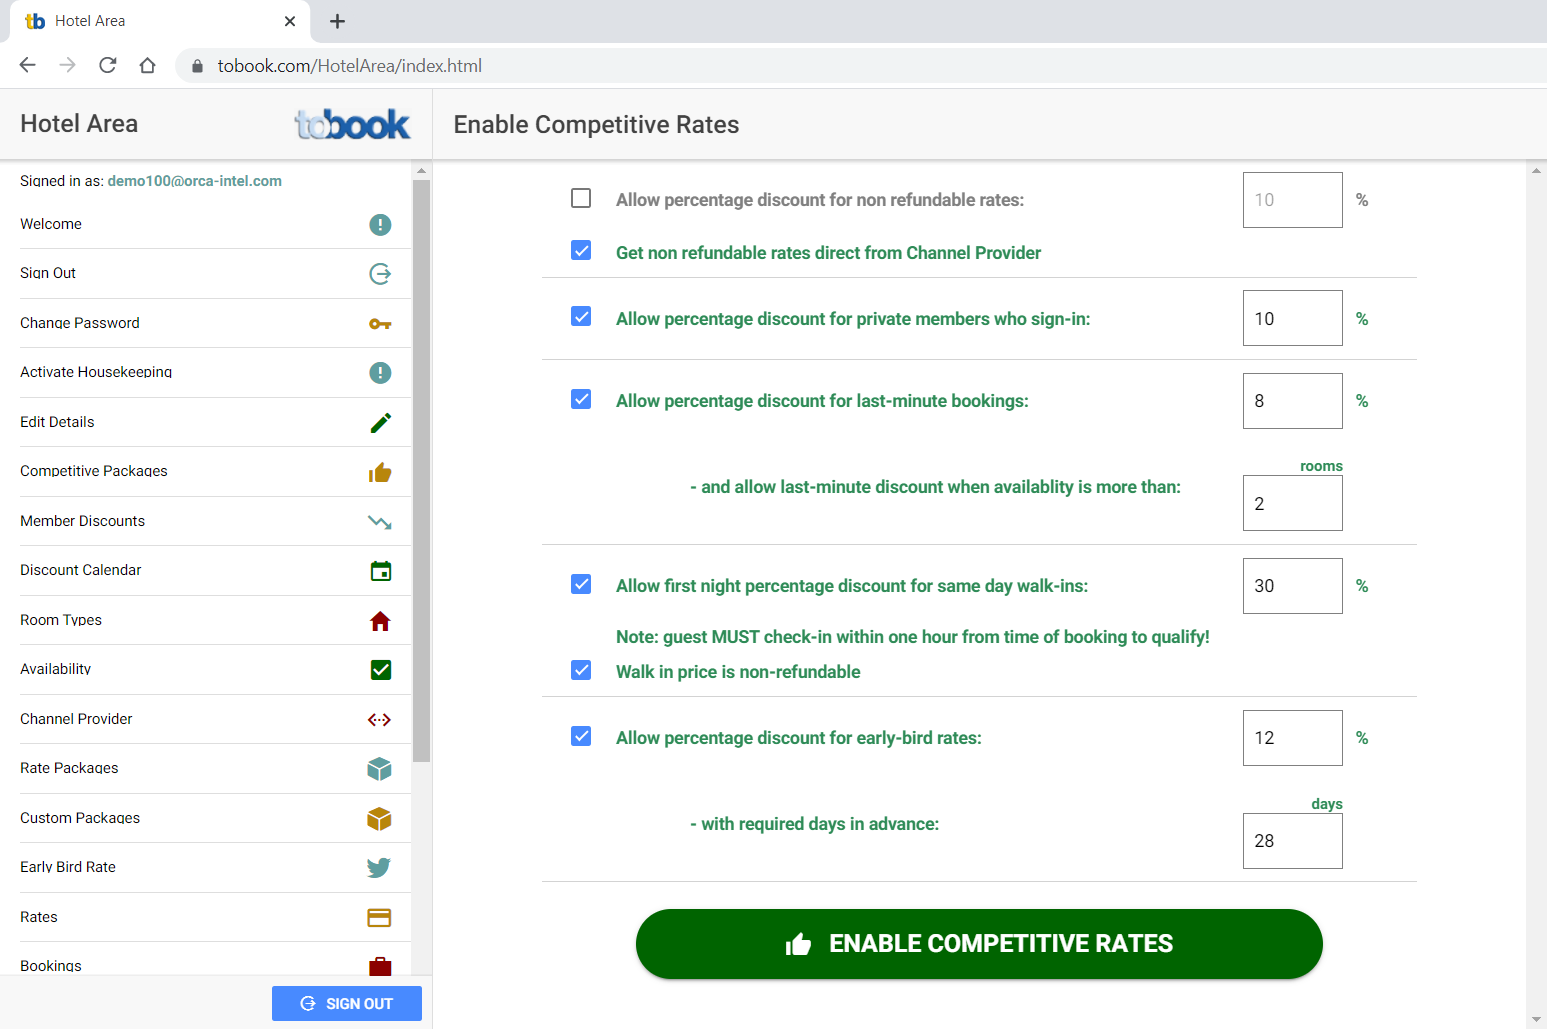 tb Hotel Area
tobook.com/HotelArea/index.html
Hotel Area
tobook
Enable Competitive Rates
Signed in as: demo100@orca-intel.com
Welcome
Sign Out
Change Password
Activate Housekeeping
Edit Details
Competitive Packages
Member Discounts
Discount Calendar
Room Types
Availability
Channel Provider
Rate Packages
Custom Packages
Early Bird Rate
Rates
Bookings
SIGN OUT
Allow percentage discount for non refundable rates: 10 %
Get non refundable rates direct from Channel Provider
Allow percentage discount for private members who sign-in: 10 %
Allow percentage discount for last-minute bookings: 8 %
rooms
- and allow last-minute discount when availablity is more than: 2
Allow first night percentage discount for same day walk-ins: 30 %
Note: guest MUST check-in within one hour from time of booking to qualify!
Walk in price is non-refundable
Allow percentage discount for early-bird rates: 12 %
days
- with required days in advance: 28
ENABLE COMPETITIVE RATES